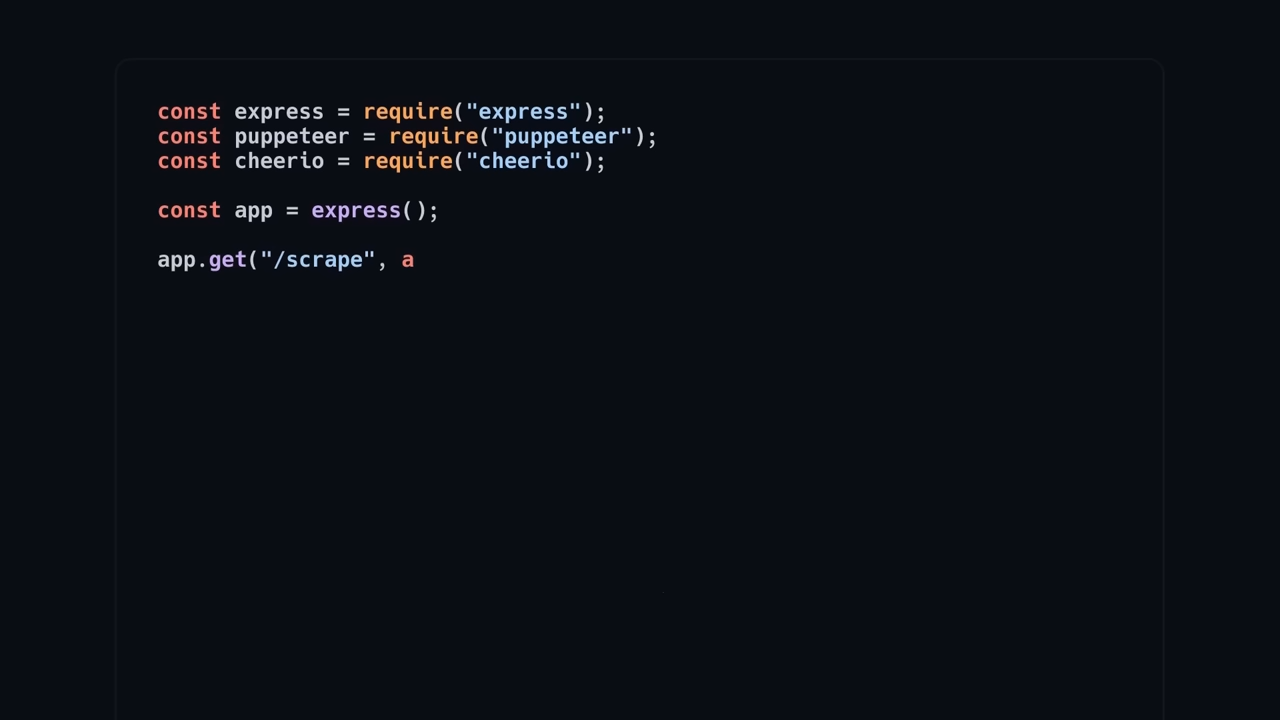 const express = require("express");
const puppeteer = require("puppeteer");
const cheerio = require("cheerio");
const app = express();
app.get("/scrape", a